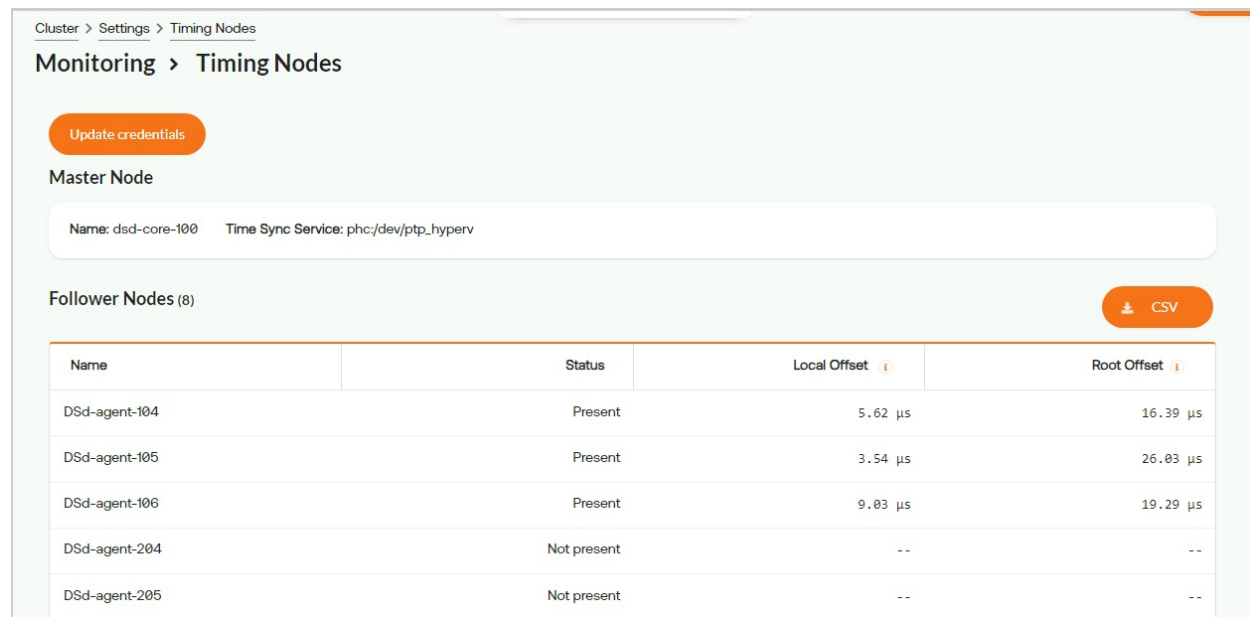 Cluster > Settings > Timing Nodes
Monitoring > Timing Nodes
Update credentials
Master Node
Name: dsd-core-100 Time Sync Service: phc:/dev/ptp_hyperv
Follower Nodes (8)
CSV
Name Status Local Offset i Root Offset i
DSd-agent-104 Present 5.62 µs 16.39 µs
DSd-agent-105 Present 3.54 µs 26.03 µs
DSd-agent-106 Present 9.03 µs 19.29 µs
DSd-agent-204 Not present -- --
DSd-agent-205 Not present -- --